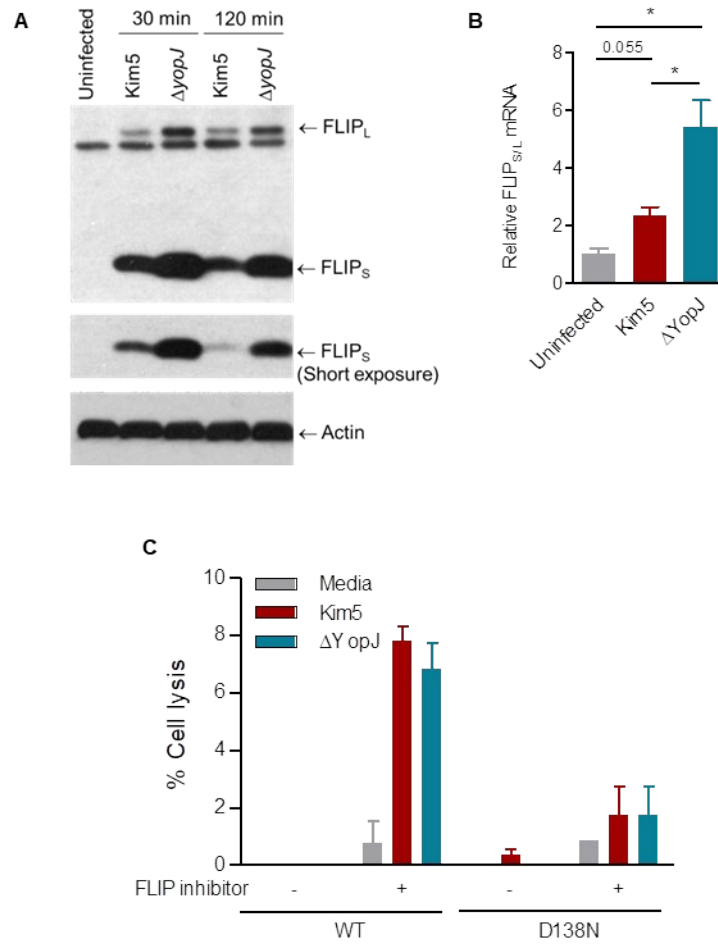 A
30 min
120 min
Uninfected
Kim5
ΔyopJ
Kim5
ΔyopJ
← FLIPL
← FLIPS
← FLIPS
(Short exposure)
← Actin
B
*
0.055
*
Relative FLIPS/L mRNA
8
6
4
2
0
Uninfected
Kim5
ΔYopJ
C
% Cell lysis
10
8
6
4
2
0
Media
Kim5
ΔYopJ
FLIP inhibitor - + - +
WT D138N